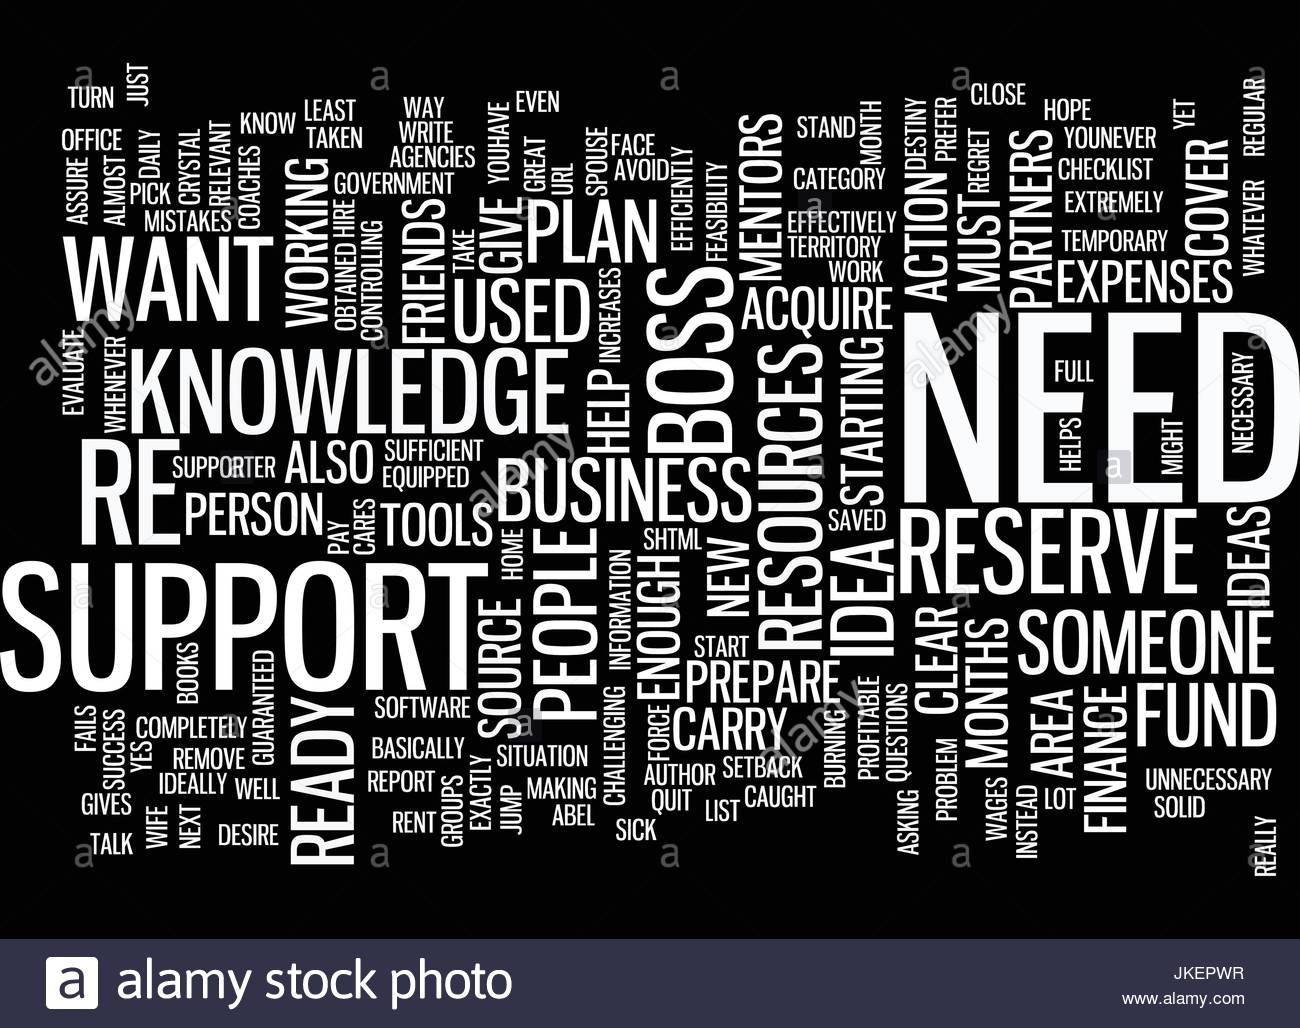 TURN
JUST
OFFICE
ASSURE
ALMOST
DAILY
PICK
CRYSTAL
RELEVANT
MISTAKES
COACHES
KNOW
LEAST
TAKEN
WAY
WRITE
AGENCIES
GOVERNMENT
YOUHAVE
EVEN
GREAT
URL
SPOUSE
FACE
AVOID
EFFICIENTLY
FEASIBILITY
MENTORS
STAND
CATEGORY
MONTH
EFFECTIVELY
TERRITORY
WORK
DESTINY
PREFER
CLOSE
REGRET
HOPE
YOUNEVER
CHECKLIST
EXTREMELY
TEMPORARY
YET
REGULAR
WHATEVER
COVER
PARTNERS
MUST
ACTION
EXPENSES
WANT
WORKING
OBTAINED
HIRE
CONTROLLING
FRIENDS
TAKE
GIVE
PLAN
USED
INCREASES
BOSS
ACQUIRE
EVALUATE
WHENEVER
KNOWLEDGE
HELP
RESOURCES
STARTING
NEED
FULL
HELPS
MIGHT
NECESSARY
RE
SUPPORTER
ALSO
SUFFICIENT
EQUIPPED
PERSON
PAY
CARES
TOOLS
BUSINESS
SAVED
RESERVE
IDEAS
SUPPORT
HOME
PEOPLE
SHTML
INFORMATION
ENOUGH
NEW
IDEA
SOURCE
START
PREPARE
CLEAR
MONTHS
SOMEONE
FUND
BOOKS
GUARANTED
READY
SOFTWARE
FAILS
SUCCESS
YES
COMPLETELY
REMOVE
IDEALLY
WELL
GIVES
TALK
WIFE
NEXT
DESIRE
BASICALLY
REPORT
RENT
GROUPS
EXACTLY
JUMP
SITUATION
MAKING
ABEL
CHALLENGING
SICK
FORCE
CARRY
AUTHOR
SETBACK
QUIT
LIST
CAUGHT
BURNING
PROFITABLE
QUESTIONS
ASKING
PROBLEM
WAGES
INSTEAD
AREA
LOT
FINANCE
UNNECESSARY
SOLID
REALLY
a alamy stock photo
JKEPWR
www.alamy.com